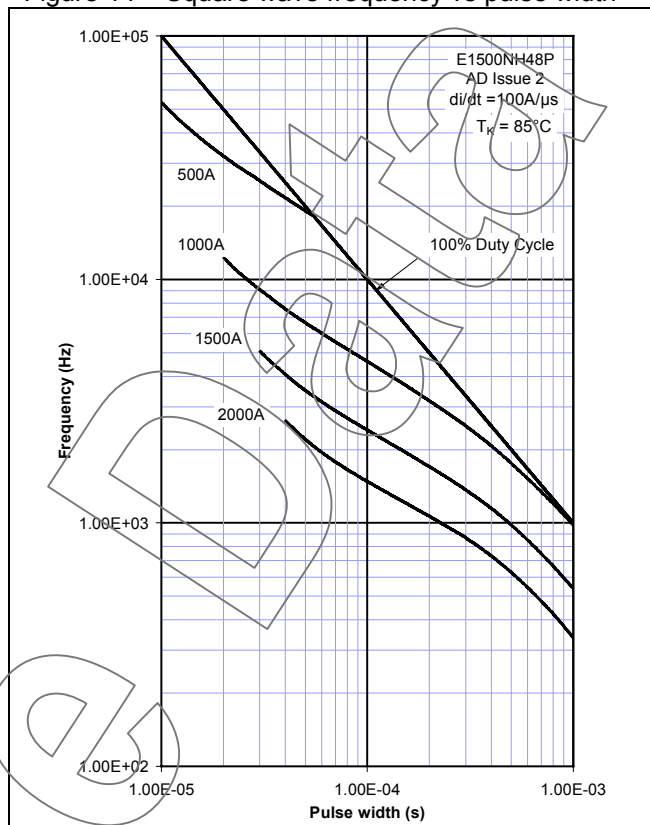 Figure Square wave frequency vs pulse width
1.00E+05
E1500NH48P
AD Issue 2
di/dt =100A/µs
TK = 85°C
500A
1000A
100% Duty Cycle
1.00E+04
1500A
2000A
Frequency (Hz)
1.00E+03
1.00E+02
1.00E-05
1.00E-04
1.00E-03
Pulse width (s)
e Data